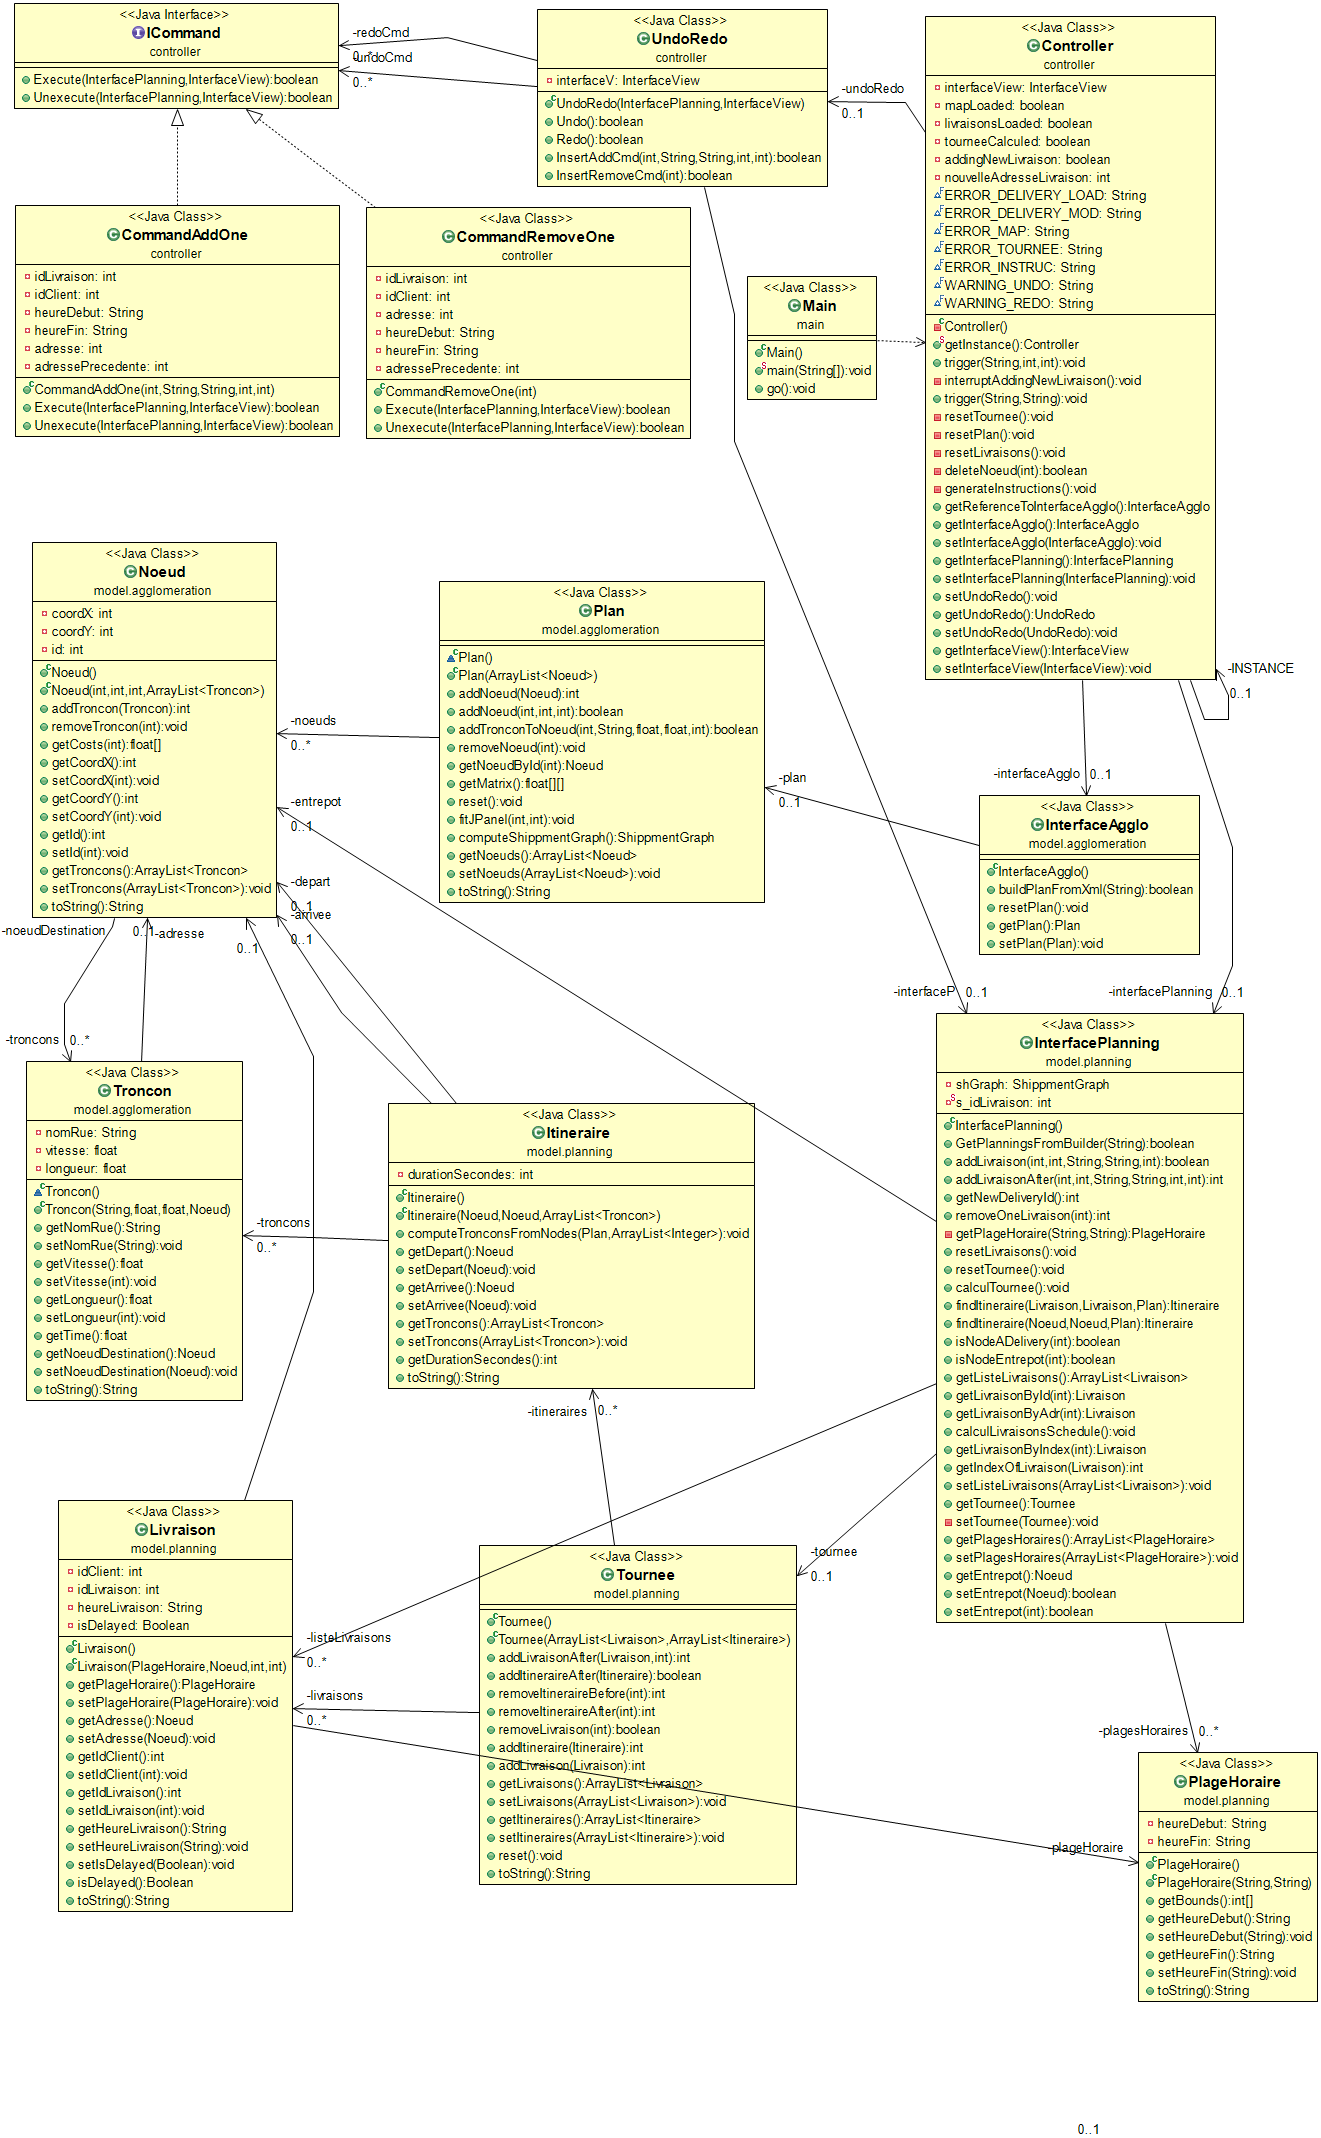 <<Java Interface>>
ICommand
controller
Execute(InterfacePlanning,InterfaceView):boolean
Unexecute(InterfacePlanning,InterfaceView):boolean
-redoCmd
0..*
-undoCmd
0..*
<<Java Class>>
UndoRedo
controller
interfaceV: InterfaceView
UndoRedo(InterfacePlanning,InterfaceView)
Undo():boolean
Redo():boolean
InsertAddCmd(int,String,String,int,int):boolean
InsertRemoveCmd(int):boolean
-undoRedo
0..1
<<Java Class>>
Controller
controller
interfaceView: InterfaceView
mapLoaded: boolean
livraisonsLoaded: boolean
tourneeCalculed: boolean
addingNewLivraison: boolean
nouvelleAdresseLivraison: int
ERROR_DELIVERY_LOAD: String
ERROR_DELIVERY_MOD: String
ERROR_MAP: String
ERROR_TOURNEE: String
ERROR_INSTRUC: String
WARNING_UNDO: String
WARNING_REDO: String
Controller()
getInstance():Controller
trigger(String,int,int):void
interruptAddingNewLivraison():void
trigger(String,String):void
resetTournee():void
resetPlan():void
resetLivraisons():void
deleteNoeud(int):boolean
generateInstructions():void
getReferenceToInterfaceAgglo():InterfaceAgglo
getInterfaceAgglo():InterfaceAgglo
setInterfaceAgglo(InterfaceAgglo):void
getInterfacePlanning():InterfacePlanning
setInterfacePlanning(InterfacePlanning):void
setUndoRedo():void
getUndoRedo():UndoRedo
setUndoRedo(UndoRedo):void
getInterfaceView():InterfaceView
setInterfaceView(InterfaceView):void
-INSTANCE
0..1
<<Java Class>>
CommandAddOne
controller
idLivraison: int
idClient: int
heureDebut: String
heureFin: String
adresse: int
adressePrecedente: int
CommandAddOne(int,String,String,int,int)
Execute(InterfacePlanning,InterfaceView):boolean
Unexecute(InterfacePlanning,InterfaceView):boolean
<<Java Class>>
CommandRemoveOne
controller
idLivraison: int
idClient: int
adresse: int
heureDebut: String
heureFin: String
adressePrecedente: int
CommandRemoveOne(int)
Execute(InterfacePlanning,InterfaceView):boolean
Unexecute(InterfacePlanning,InterfaceView):boolean
<<Java Class>>
Main
main
Main()
main(String[]):void
go():void
<<Java Class>>
Noeud
model.agglomeration
coordX: int
coordY: int
id: int
Noeud()
Noeud(int,int,int,ArrayList<Troncon>)
addTroncon(Troncon):int
removeTroncon(int):void
getCosts(int):float[]
getCoordX():int
setCoordX(int):void
getCoordY():int
setCoordY(int):void
getId():int
setId(int):void
getTroncons():ArrayList<Troncon>
setTroncons(ArrayList<Troncon>):void
toString():String
-noeuds
0..*
-entrepot
0..1
-depart
0..1
-arrivee
0..1
<<Java Class>>
Plan
model.agglomeration
Plan()
Plan(ArrayList<Noeud>)
addNoeud(Noeud):int
addNoeud(int,int,int):boolean
addTronconToNoeud(int,String,float,float,int):boolean
removeNoeud(int):void
getNoeudById(int):Noeud
getMatrix():float[][]
reset():void
fitJPanel(int,int):void
computeShippmentGraph():ShippmentGraph
getNoeuds():ArrayList<Noeud>
setNoeuds(ArrayList<Noeud>):void
toString():String
-plan
0..1
-interfaceAgglo
0..1
<<Java Class>>
InterfaceAgglo
model.agglomeration
InterfaceAgglo()
buildPlanFromXml(String):boolean
resetPlan():void
getPlan():Plan
setPlan(Plan):void
-noeudDestination
0..1
-adresse
0..1
-troncons
0..*
-interfaceP
0..1
-interfacePlanning
0..1
<<Java Class>>
Troncon
model.agglomeration
nomRue: String
vitesse: float
longueur: float
Troncon()
Troncon(String,float,float,Noeud)
getNomRue():String
setNomRue(String):void
getVitesse():float
setVitesse(int):void
getLongueur():float
setLongueur(int):void
getTime():float
getNoeudDestination():Noeud
setNoeudDestination(Noeud):void
toString():String
-troncons
0..*
<<Java Class>>
Itineraire
model.planning
durationSecondes: int
Itineraire()
Itineraire(Noeud,Noeud,ArrayList<Troncon>)
computeTronconsFromNodes(Plan,ArrayList<Integer>):void
getDepart():Noeud
setDepart(Noeud):void
getArrivee():Noeud
setArrivee(Noeud):void
getTroncons():ArrayList<Troncon>
setTroncons(ArrayList<Troncon>):void
getDurationSecondes():int
toString():String
-itineraires
0..*
<<Java Class>>
InterfacePlanning
model.planning
shGraph: ShippmentGraph
s_idLivraison: int
InterfacePlanning()
GetPlanningsFromBuilder(String):boolean
addLivraison(int,int,String,String,int):boolean
addLivraisonAfter(int,int,String,String,int,int):int
getNewDeliveryId():int
removeOneLivraison(int):int
getPlageHoraire(String,String):PlageHoraire
resetLivraisons():void
resetTournee():void
calculTournee():void
findItineraire(Livraison,Livraison,Plan):Itineraire
findItineraire(Noeud,Noeud,Plan):Itineraire
isNodeADelivery(int):boolean
isNodeEntrepot(int):boolean
getListeLivraisons():ArrayList<Livraison>
getLivraisonById(int):Livraison
getLivraisonByAdr(int):Livraison
calculLivraisonsSchedule():void
getLivraisonByIndex(int):Livraison
getIndexOfLivraison(Livraison):int
setListeLivraisons(ArrayList<Livraison>):void
getTournee():Tournee
setTournee(Tournee):void
getPlagesHoraires():ArrayList<PlageHoraire>
setPlagesHoraires(ArrayList<PlageHoraire>):void
getEntrepot():Noeud
setEntrepot(Noeud):boolean
setEntrepot(int):boolean
<<Java Class>>
Livraison
model.planning
idClient: int
idLivraison: int
heureLivraison: String
isDelayed: Boolean
Livraison()
Livraison(PlageHoraire,Noeud,int,int)
getPlageHoraire():PlageHoraire
setPlageHoraire(PlageHoraire):void
getAdresse():Noeud
setAdresse(Noeud):void
getIdClient():int
setIdClient(int):void
getIdLivraison():int
setIdLivraison(int):void
getHeureLivraison():String
setHeureLivraison(String):void
setIsDelayed(Boolean):void
isDelayed():Boolean
toString():String
-listeLivraisons
0..*
-livraisons
0..*
<<Java Class>>
Tournee
model.planning
Tournee()
Tournee(ArrayList<Livraison>,ArrayList<Itineraire>)
addLivraisonAfter(Livraison,int):int
addItineraireAfter(Itineraire):boolean
removeItineraireBefore(int):int
removeItineraireAfter(int):int
removeLivraison(int):boolean
addItineraire(Itineraire):int
addLivraison(Livraison):int
getLivraisons():ArrayList<Livraison>
setLivraisons(ArrayList<Livraison>):void
getItineraires():ArrayList<Itineraire>
setItineraires(ArrayList<Itineraire>):void
reset():void
toString():String
-tournee
0..1
-plagesHoraires
0..*
-plageHoraire
<<Java Class>>
PlageHoraire
model.planning
heureDebut: String
heureFin: String
PlageHoraire()
PlageHoraire(String,String)
getBounds():int[]
getHeureDebut():String
setHeureDebut(String):void
getHeureFin():String
setHeureFin(String):void
toString():String
0..1